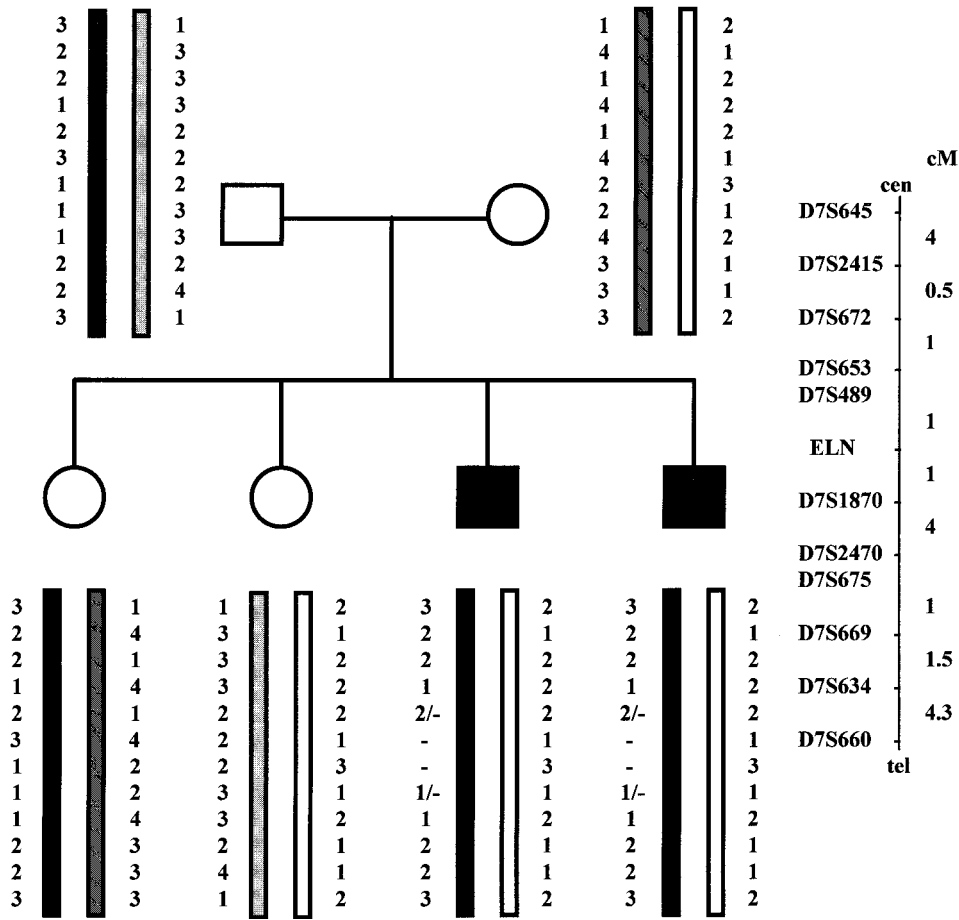 3 1 1 2
2 3 4 1
2 3 1 2
1 3 4 2
2 2 1 2
3 2 4 1 cM
1 2 2 3 cen
1 3 2 1 D7S645
1 3 4 2 4
2 2 3 1 D7S2415
2 4 3 1 0.5
3 1 3 2 D7S672
1
D7S653
D7S489
1
ELN
1
D7S1870
4
D7S2470
D7S675
3 1 1 2 3 2 3 2 1
2 4 3 1 2 1 2 1 D7S669
2 1 3 2 2 2 2 2 1.5
1 4 3 2 1 2 1 2 D7S634
2 1 2 2 2/- 2 2/- 2 4.3
3 4 2 1 - 1 - 1 D7S660
1 2 2 3 - 3 - 3 tel
1 2 3 1 1/- 1 1/- 1
1 4 3 2 1 2 1 2
2 3 2 1 2 1 2 1
2 3 4 1 2 1 2 1
3 3 1 2 3 2 3 2